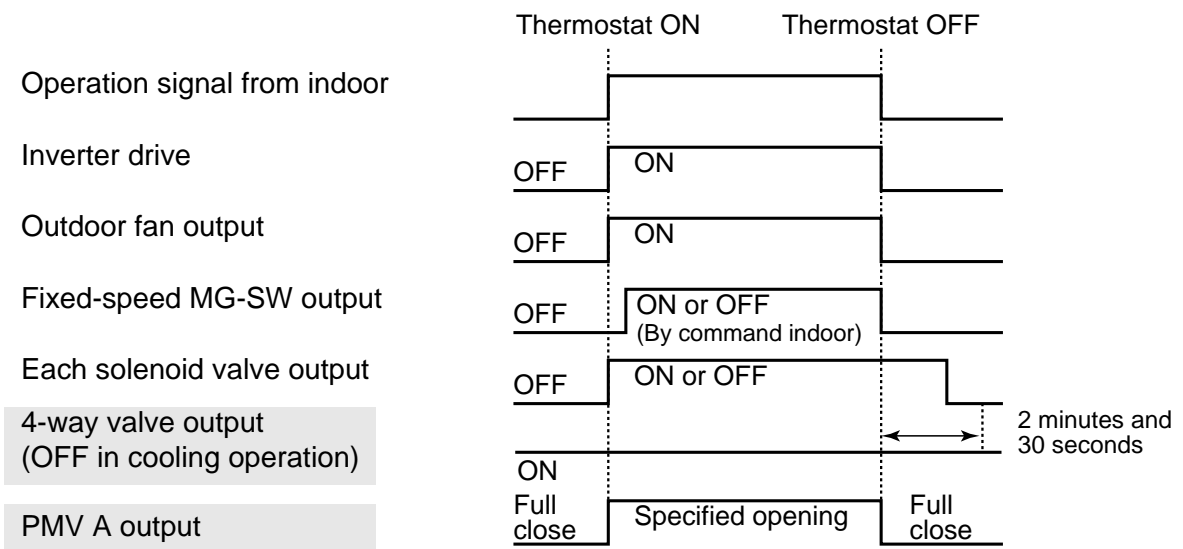 Thermostat ON Thermostat OFF
Operation signal from indoor
Inverter drive
OFF ON
Outdoor fan output
OFF ON
Fixed-speed MG-SW output
OFF ON or OFF
(By command indoor)
Each solenoid valve output
OFF ON or OFF
4-way valve output
(OFF in cooling operation)
2 minutes and
30 seconds
ON
PMV A output
Full
close
Specified opening
Full
close